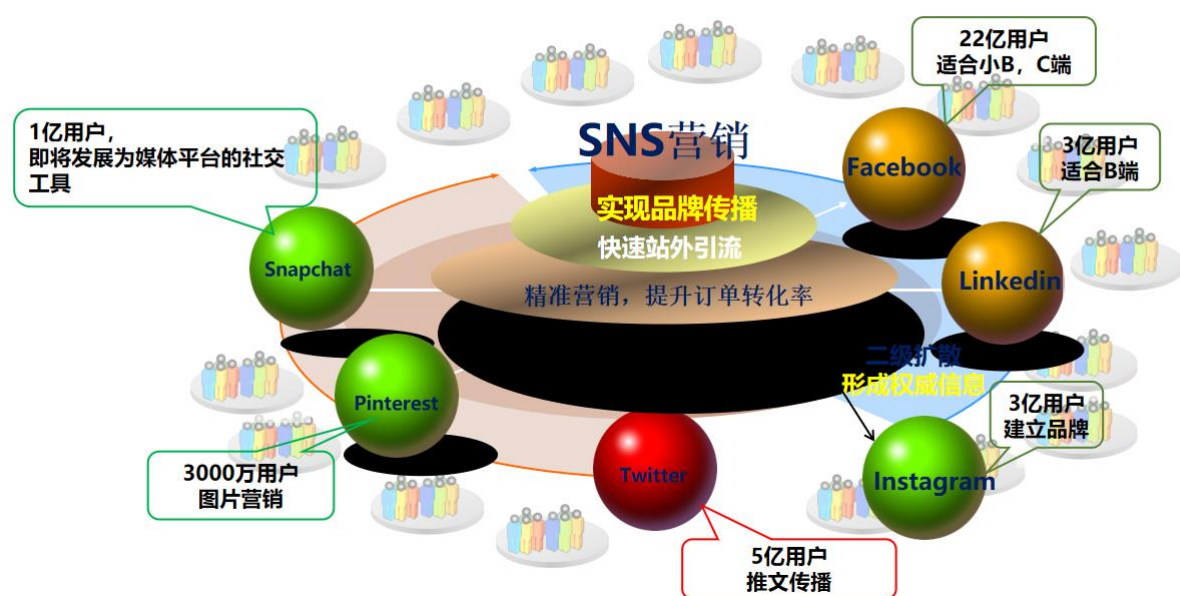 22亿用户
适合小B，C端
1亿用户，
即将发展为媒体平台的社交
工具
SNS营销
Facebook
3亿用户
适合B端
实现品牌传播
快速站外引流
Snapchat
Linkedin
精准营销，提升订单转化率
二级扩散
形成权威信息
Pinterest
3亿用户
建立品牌
3000万用户
图片营销
Twitter
Instagram
5亿用户
推文传播